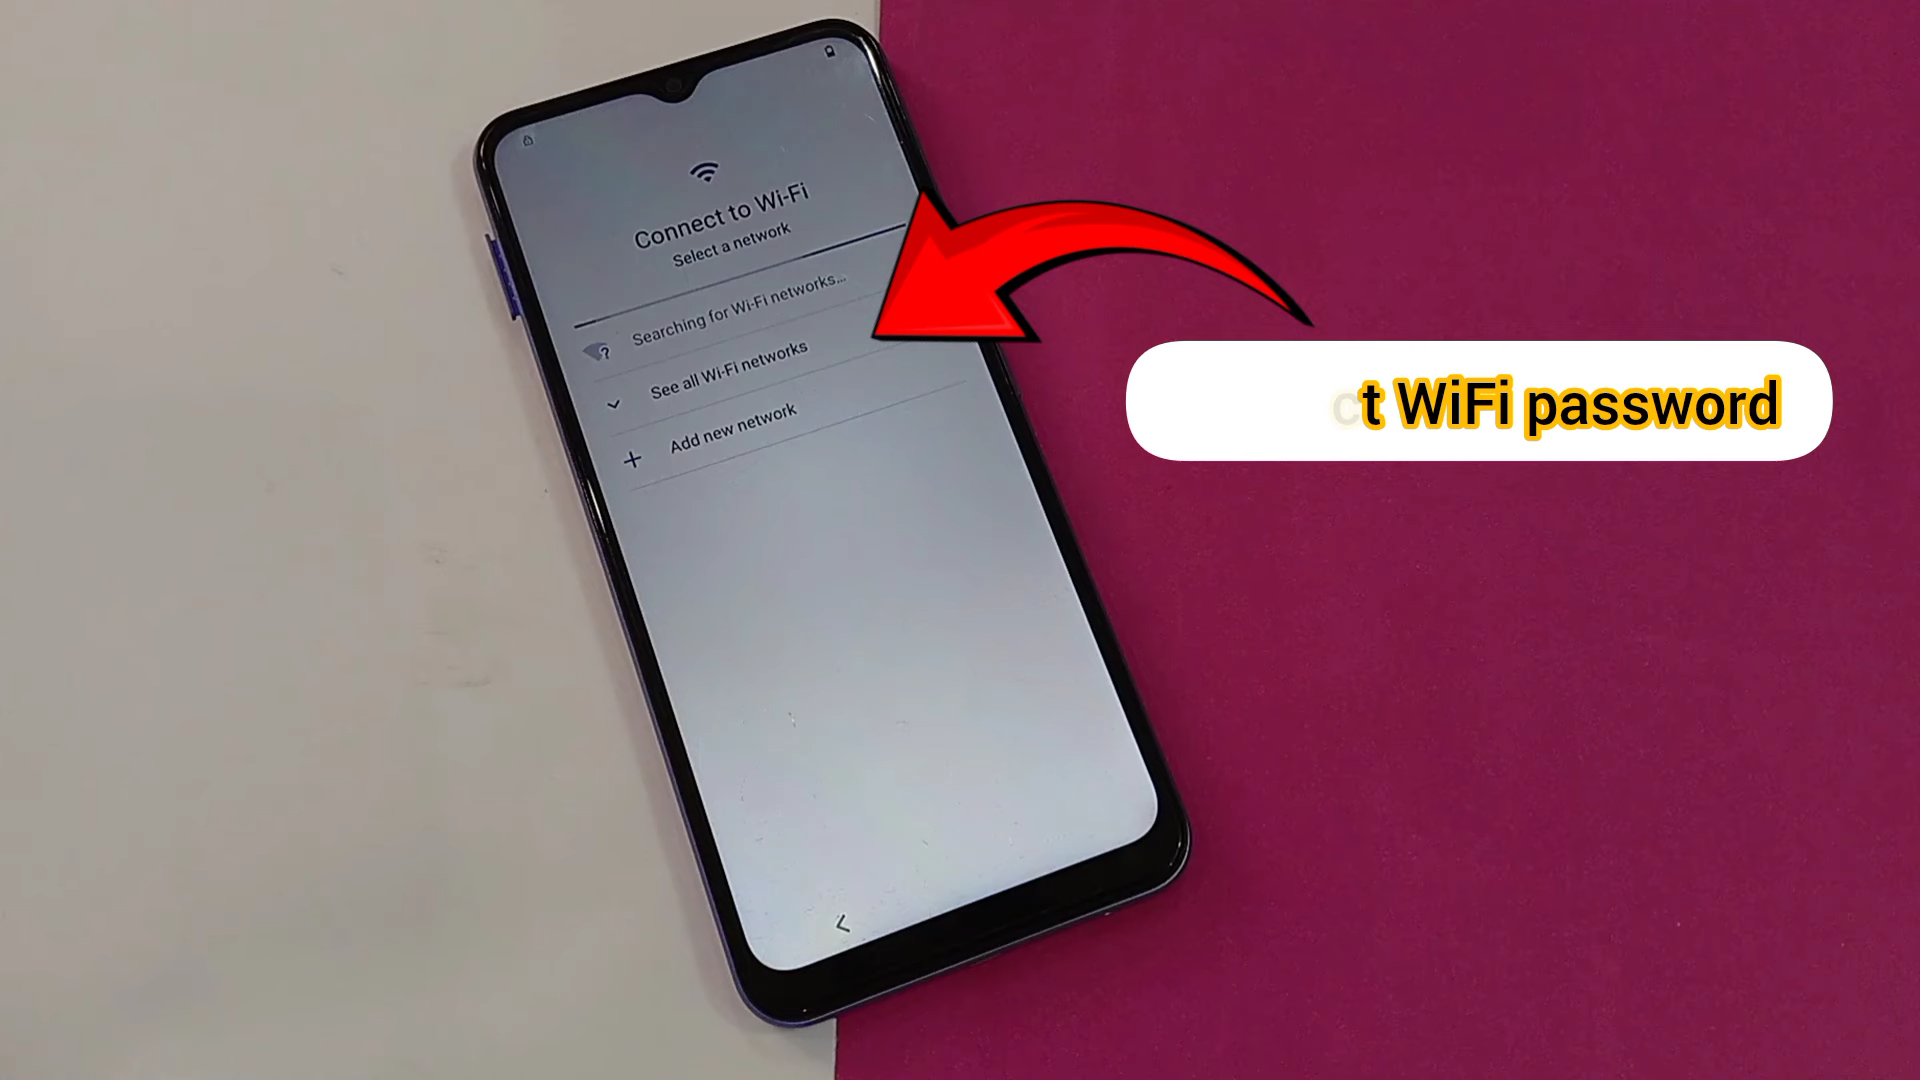 Connect to Wi-Fi
Select a network
Searching for Wi-Fi networks...
See all Wi-Fi networks
Add new network
ct WiFi password